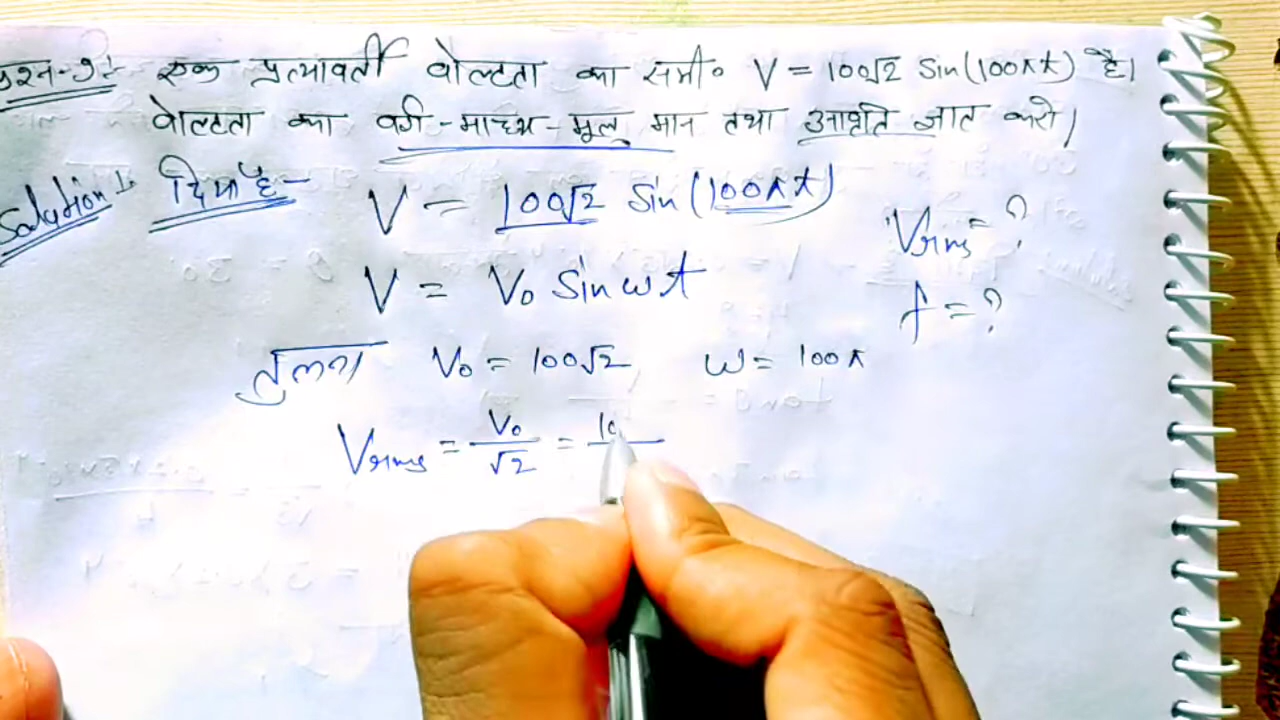 प्रश्न-9:- एक प्रत्यावर्ती वोल्टता का समी० V = 100√2 Sin(100πt) है।
वोल्टता का वर्ग-माध्य-मूल मान तथा आवृत्ति ज्ञात करो।
Solution:- दिया है- V = 100√2 Sin(100πt)
Vrms = ?
V = V₀ Sin ωt
f = ?
तुलना V₀ = 100√2 ω = 100π
Vrms = V₀/√2 = 10